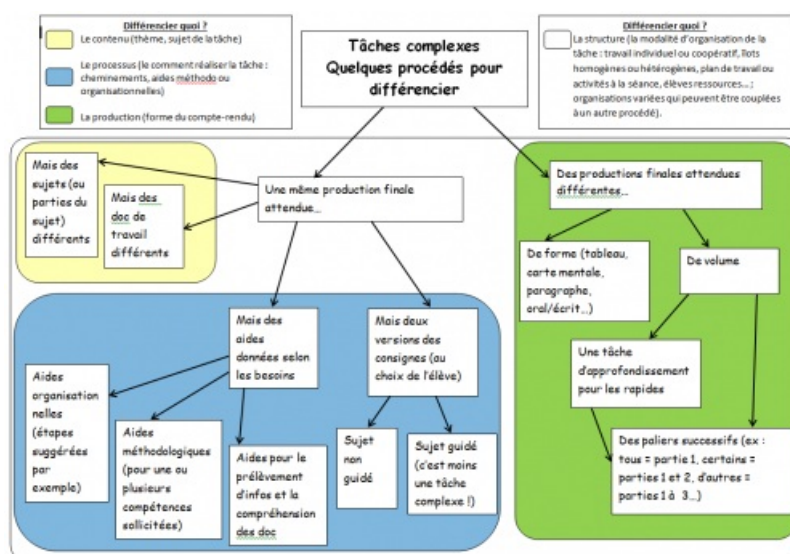 Différencier quoi ?
Le contenu (thème, sujet de la tâche)
Le processus (le comment réaliser la tâche :
cheminements, aides méthodo ou
organisationnelles)
La production (forme du compte-rendu)
Tâches complexes
Quelques procédés pour
différencier
Différencier quoi ?
La structure (la modalité d'organisation de la
tâche : travail individuel ou coopératif, îlots
homogènes ou hétérogènes, plan de travail ou
activités à la séance, élèves ressources... ;
organisations variées qui peuvent être couplées
à un autre procédé).
Mais des
sujets (ou
parties du
sujet)
différents
Mais des
doc de
travail
différents
Une même production finale
attendue...
Des productions finales attendues
différentes...
De forme (tableau,
carte mentale,
paragraphe,
oral/écrit...)
De volume
Mais des
aides
données selon
les besoins
Mais deux
versions des
consignes (au
choix de l'élève)
Une tâche
d'approfondissement
pour les rapides
Aides
organisation
nelles
(étapes
suggérées
par
exemple)
Aides
méthodologiques
(pour une ou
plusieurs
compétences
sollicitées)
Aides pour le
prélèvement
d'infos et la
compréhension
des doc
Sujet
non
guidé
Sujet guidé
(c'est moins
une tâche
complexe !)
Des paliers successifs (ex :
tous = partie 1, certains =
parties 1 et 2, d'autres =
parties 1 à 3...)